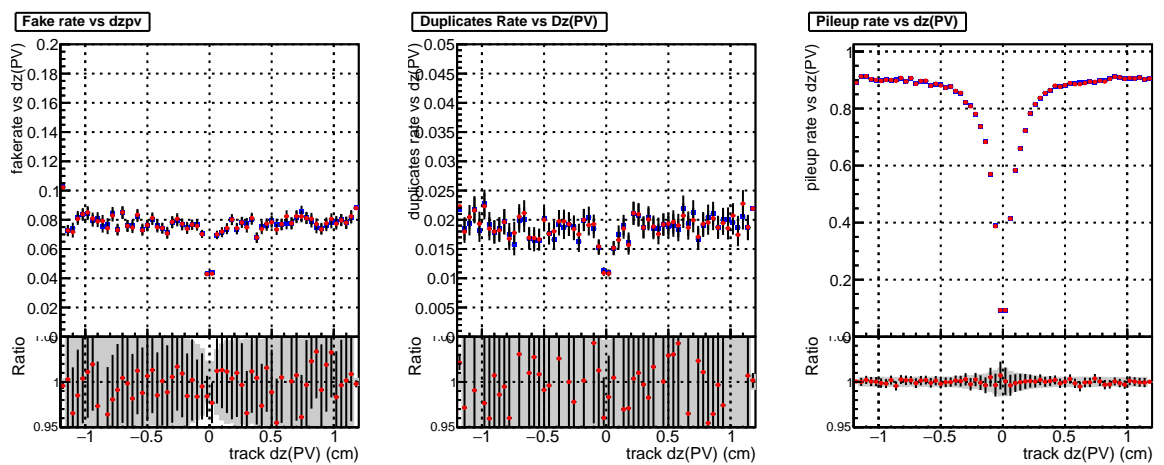 Fake rate vs dzpv
fakerate vs dz(PV)
0.2
0.18
0.16
0.14
0.12
0.1
0.08
0.06
0.04
0.02
0
Ratio
1
0.95
−1 −0.5 0 0.5 1
track dz(PV) (cm)
Duplicates Rate vs Dz(PV)
duplicates rate vs dz(PV)
0.05
0.045
0.04
0.035
0.03
0.025
0.02
0.015
0.01
0.005
0
Ratio
1
0.95
−1 −0.5 0 0.5 1
track dz(PV) (cm)
Pileup rate vs dz(PV)
pileup rate vs dz(PV)
1
0.8
0.6
0.4
0.2
0
Ratio
1
0.95
−1 −0.5 0 0.5 1
track dz(PV) (cm)